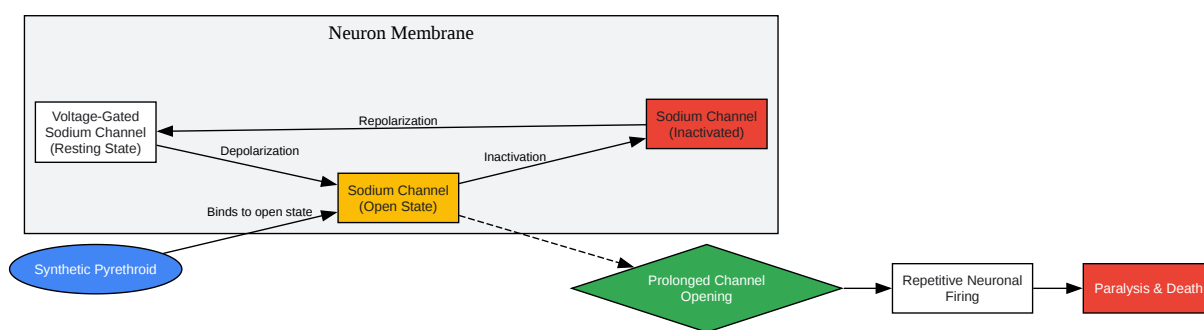 Neuron Membrane
Voltage-Gated
Sodium Channel
(Resting State)
Repolarization
Sodium Channel
(Inactivated)
Depolarization
Inactivation
Sodium Channel
(Open State)
Binds to open state
Synthetic Pyrethroid
Prolonged Channel
Opening
Repetitive Neuronal
Firing
Paralysis & Death